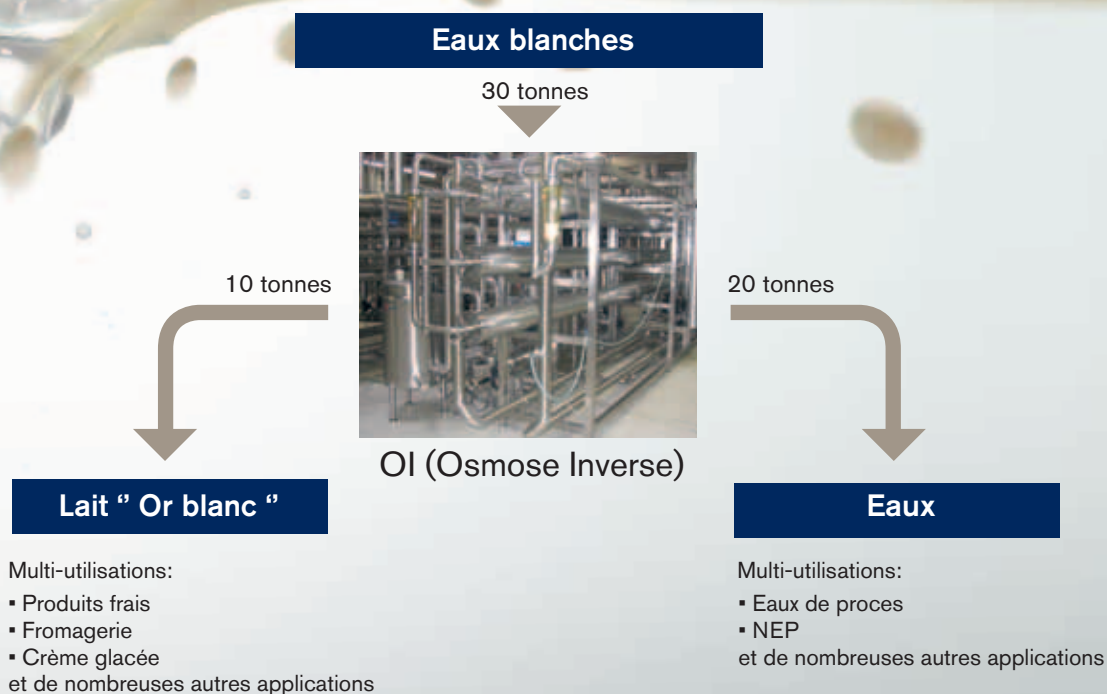 Eaux blanches
30 tonnes
10 tonnes
20 tonnes
OI (Osmose Inverse)
Lait “ Or blanc “
Multi-utilisations:
▪ Produits frais
▪ Fromagerie
▪ Crème glacée
et de nombreuses autres applications
Eaux
Multi-utilisations:
▪ Eaux de proces
▪ NEP
et de nombreuses autres applications